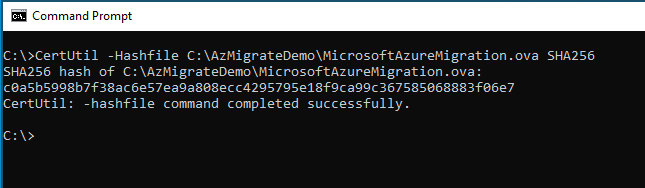 Command Prompt
C:\>CertUtil -Hashfile C:\AzMigrateDemo\MicrosoftAzureMigration.ova SHA256
SHA256 hash of C:\AzMigrateDemo\MicrosoftAzureMigration.ova:
c0a5b5998b7f38ac6e57ea9a808ecc4295795e18f9ca99c367585068883f06e7
CertUtil: -hashfile command completed successfully.
C:\>